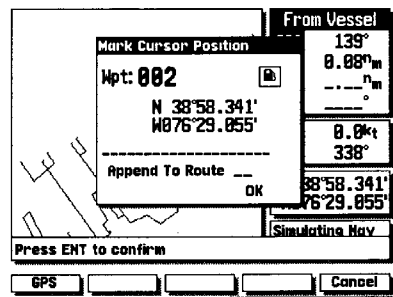 From Vessel
139°
0.08nm
_ _._nm
_ _ _°
0.0kt
338°
38°58.341'
76°29.055'
Simulating Nav
Mark Cursor Position
Wpt: 002
N 38°58.341'
W076°29.055'
Append To Route _ _
OK
Press ENT to confirm
GPS
Cancel